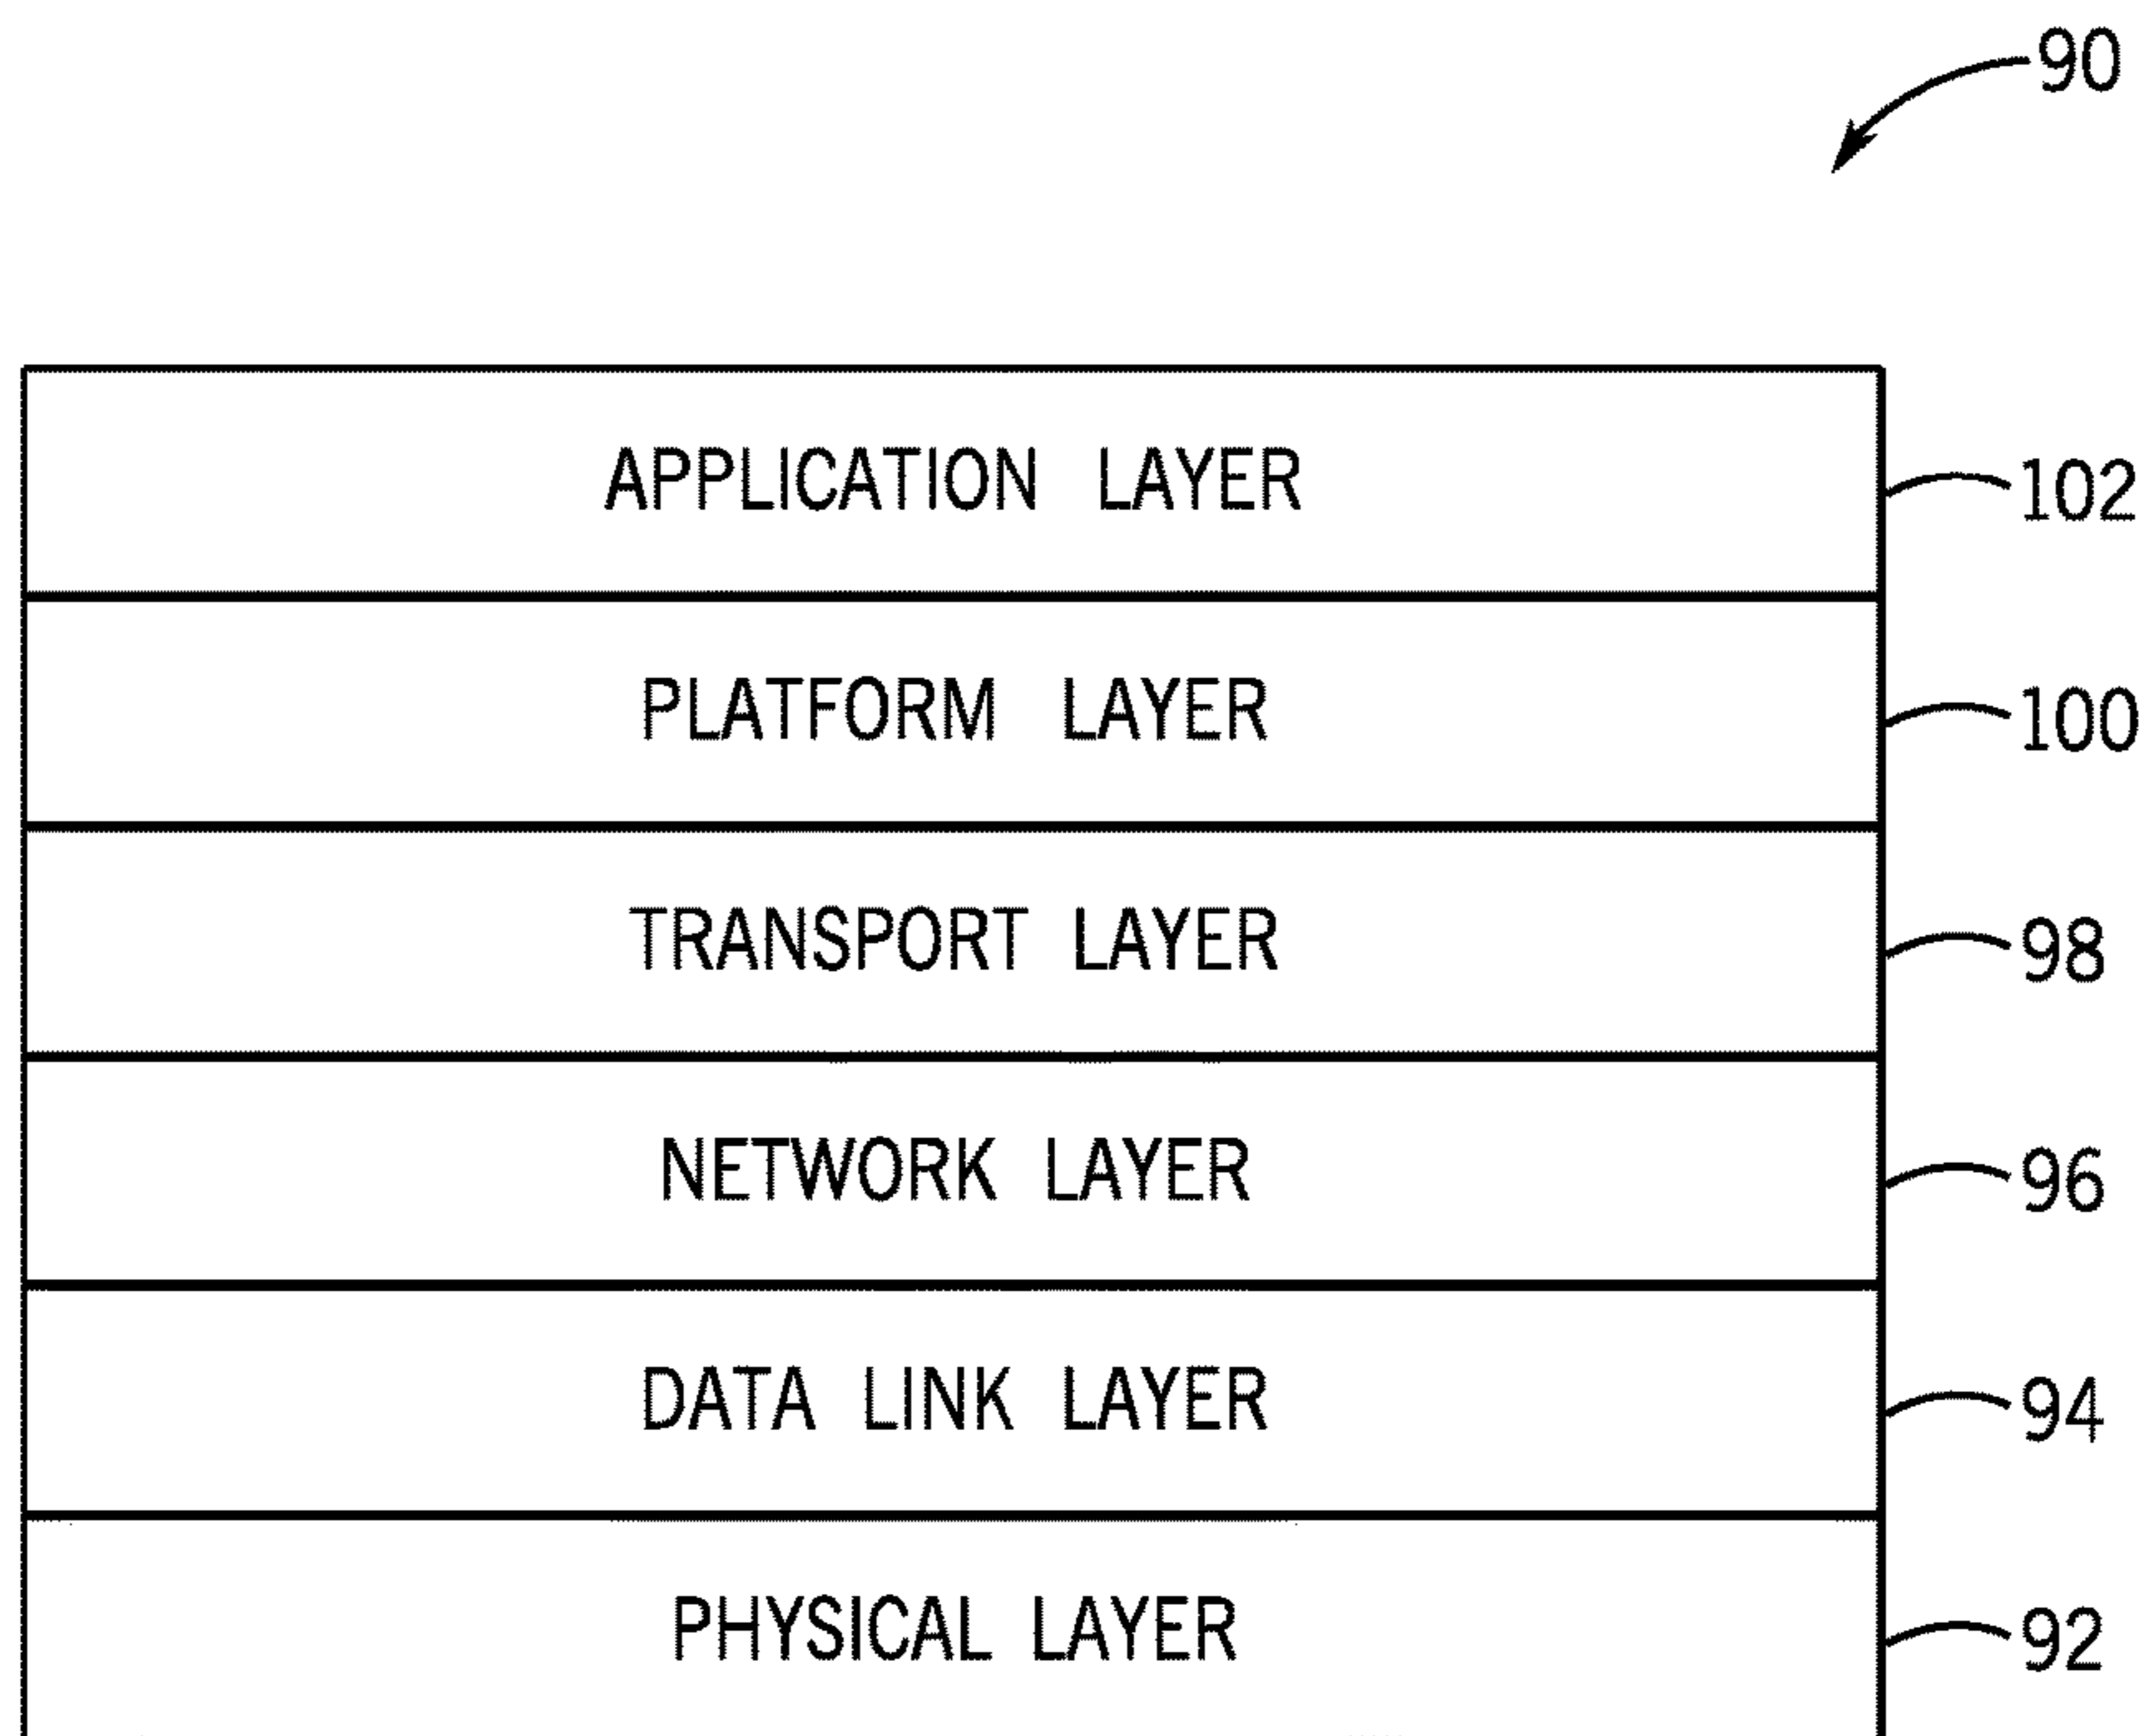 90
APPLICATION LAYER
102
PLATFORM LAYER
100
TRANSPORT LAYER
98
NETWORK LAYER
96
DATA LINK LAYER
94
PHYSICAL LAYER
92